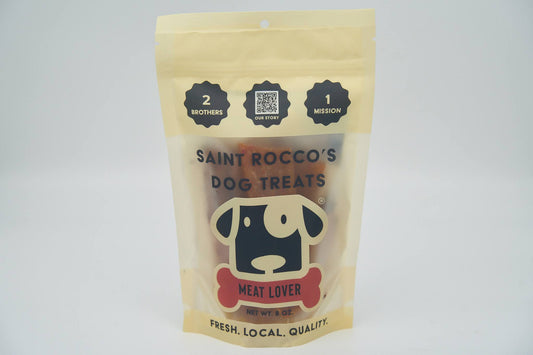 2
BROTHERS
OUR STORY
1
MISSION
SAINT ROCCO'S
DOG TREATS
®
MEAT LOVER
NET WT. 8 OZ.
FRESH. LOCAL. QUALITY.